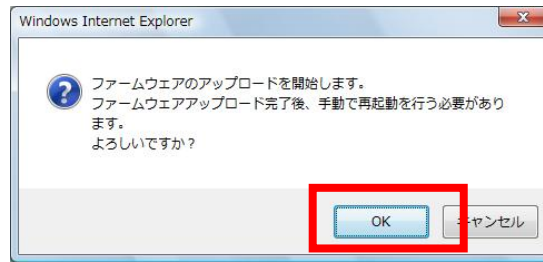 Windows Internet Explorer
ファームウェアのアップロードを開始します。
ファームウェアアップロード完了後、手動で再起動を行う必要があり
ます。
よろしいですか？
OK
キャンセル